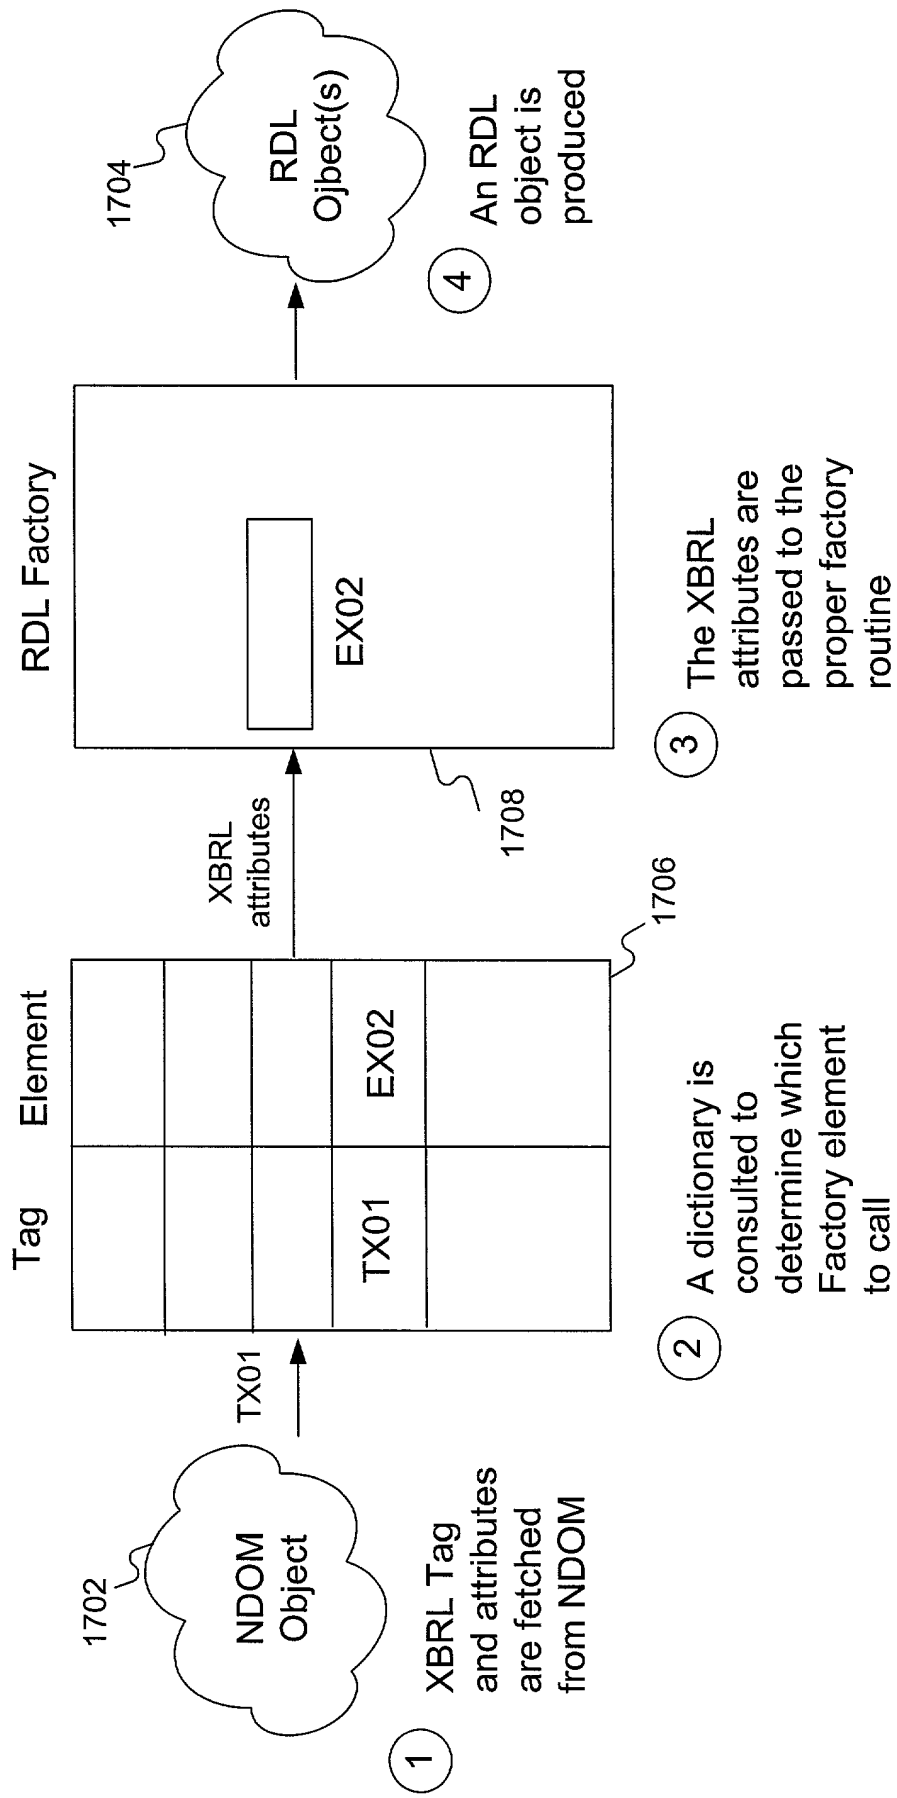 1702
NDOM
Object
TX01
1
XBRL Tag
and attributes
are fetched
from NDOM
Tag
Element
TX01
EX02
1706
2
A dictionary is
consulted to
determine which
Factory element
to call
XBRL
attributes
RDL Factory
EX02
1708
3
The XBRL
attributes are
passed to the
proper factory
routine
1704
RDL
Ojbect(s)
4
An RDL
object is
produced